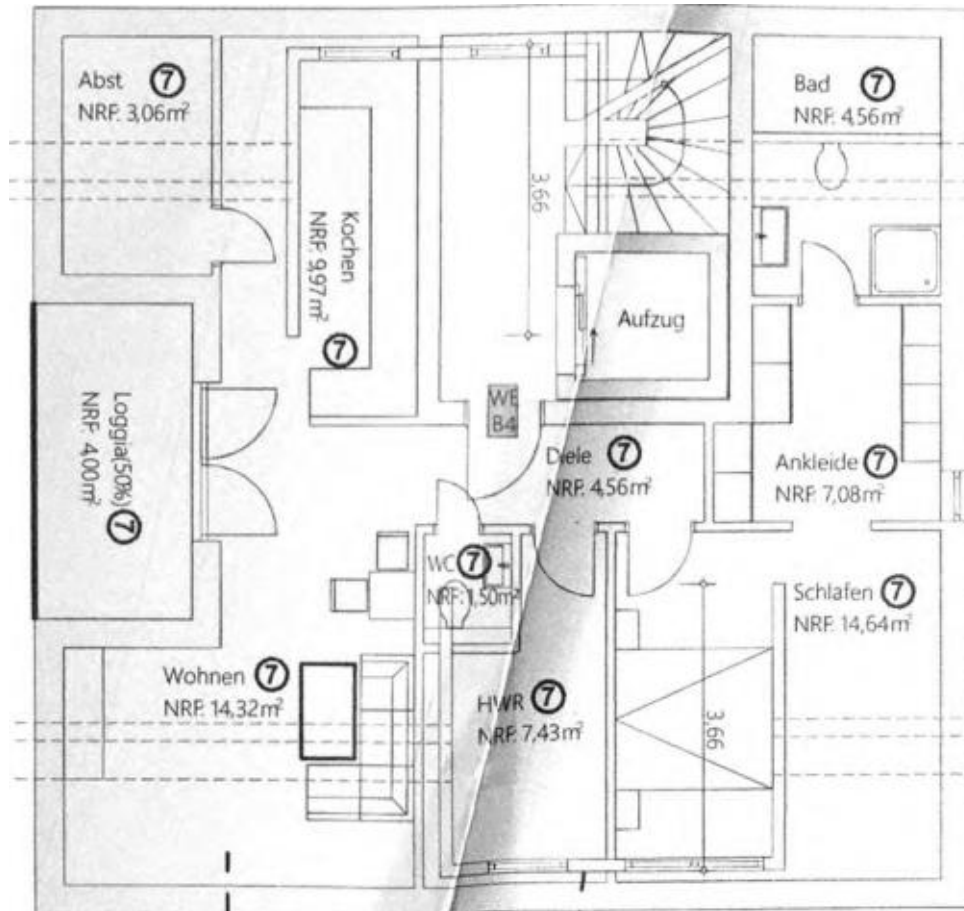 Abst 7
NRF: 3,06m²
Bad 7
NRF: 4,56m²
3.66
Kochen
NRF: 9,97m²
7
Aufzug
Loggia(50%)
NRF: 4.00m²
7
WE
B4
Diele 7
NRF: 4,56m²
Ankleide 7
NRF: 7,08m²
WC 7
NRF: 1,50m²
Schlafen 7
NRF: 14,64m²
Wohnen 7
NRF: 14,32m²
HWR 7
NRF: 7,43m²
3.66